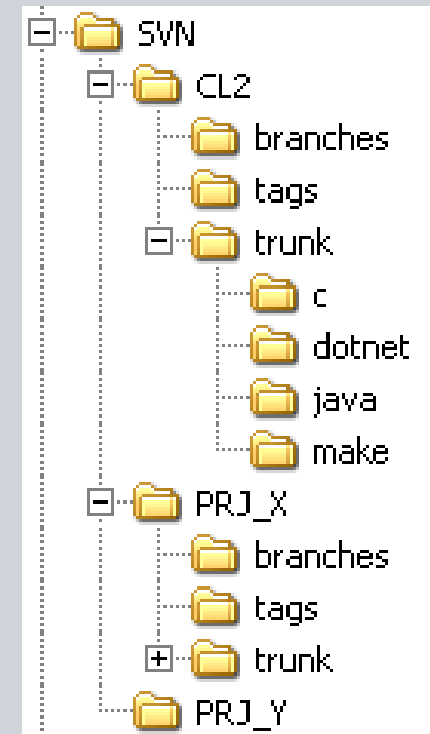 SVN
CL2
branches
tags
trunk
c
dotnet
java
make
PRJ_X
branches
tags
trunk
PRJ_Y